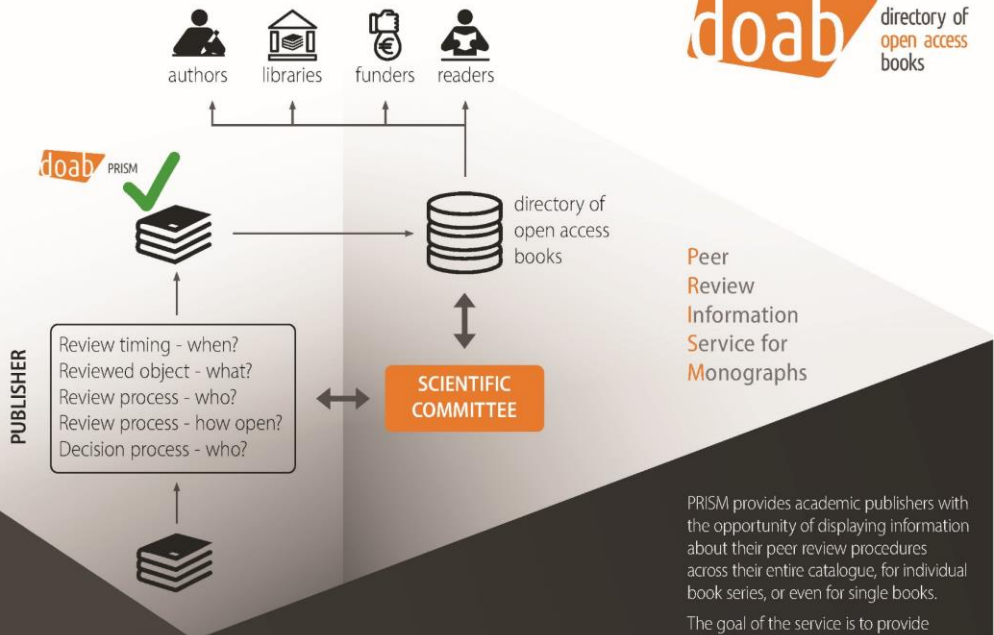 doab
directory of
open access
books
authors
libraries
funders
readers
doab PRISM
directory of
open access
books
PUBLISHER
Review timing - when?
Reviewed object - what?
Review process - who?
Review process - how open?
Decision process - who?
SCIENTIFIC
COMMITTEE
Peer
Review
Information
Service for
Monographs
PRISM provides academic publishers with
the opportunity of displaying information
about their peer review procedures
across their entire catalogue, for individual
book series, or even for single books.
The goal of the service is to provide